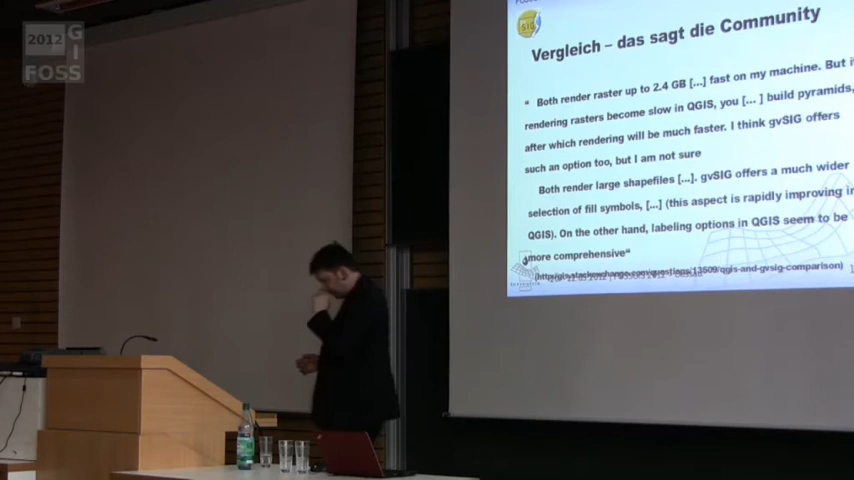 2012
GI
FOSS
SIG
Vergleich – das sagt die Community
“ Both render raster up to 2.4 GB [...] fast on my machine. But i
rendering rasters become slow in QGIS, you [... ] build pyramids,
after which rendering will be much faster. I think gvSIG offers
such an option too, but I am not sure
Both render large shapefiles [...]. gvSIG offers a much wider
selection of fill symbols, [...] (this aspect is rapidly improving in
QGIS). On the other hand, labeling options in QGIS seem to be
more comprehensive“
(http://gis.stackexchange.com/questions/13509/qgis-and-gvsig-comparison)
1